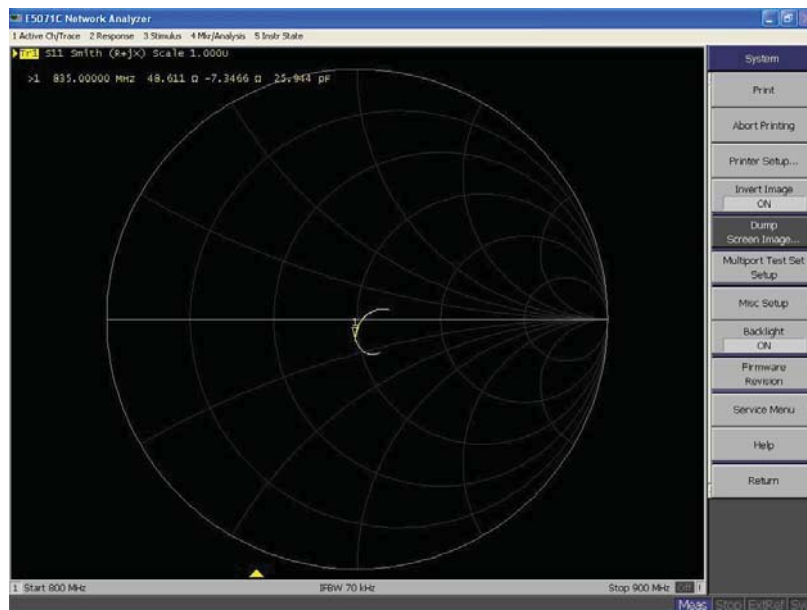 E5071C Network Analyzer
1 Active Ch/Trace 2 Response 3 Stimulus 4 Mkr/Analysis 5 Instr State
Tr1 S11 Smith (R+jX) Scale 1.000U
>1 835.00000 MHz 48.611 Ω -7.3466 Ω 25.944 pF
1
System
Print
Abort Printing
Printer Setup...
Invert Image
ON
Dump
Screen Image...
Multiport Test Set
Setup
Misc Setup
Backlight
ON
Firmware
Revision
Service Menu
Help
Return
1 Start 800 MHz IFBW 70 kHz Stop 900 MHz Off
Meas Stop ExtRef